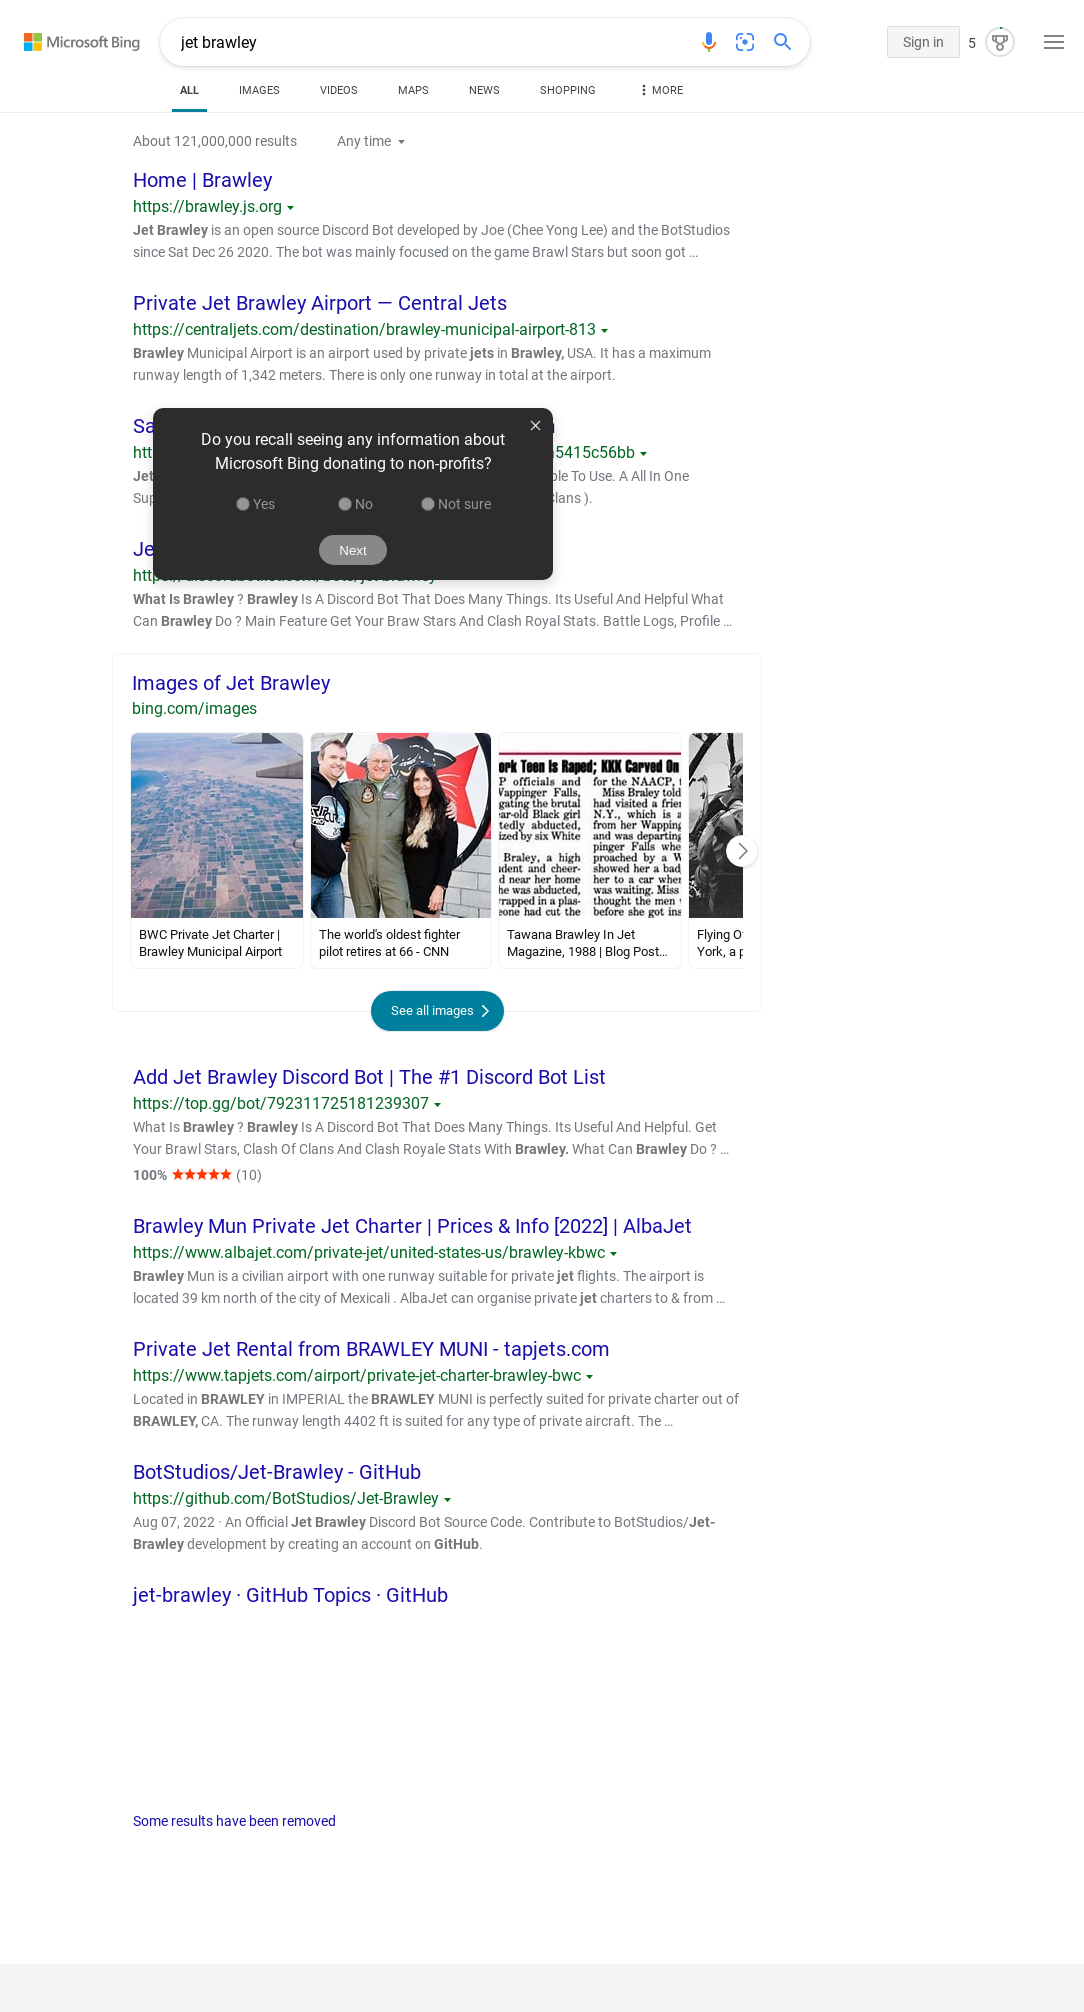 Microsoft Bing
jet brawley
Sign in
5
ALL
IMAGES
VIDEOS
MAPS
NEWS
SHOPPING
MORE
About 121,000,000 results
Any time
Home | Brawley
https://brawley.js.org
Jet Brawley is an open source Discord Bot developed by Joe (Chee Yong Lee) and the BotStudios
since Sat Dec 26 2020. The bot was mainly focused on the game Brawl Stars but soon got …
Private Jet Brawley Airport — Central Jets
https://centraljets.com/destination/brawley-municipal-airport-813
Brawley Municipal Airport is an airport used by private jets in Brawley, USA. It has a maximum
runway length of 1,342 meters. There is only one runway in total at the airport.
Do you recall seeing any information about
Microsoft Bing donating to non-profits?
Yes
No
Not sure
Next
5415c56bb
To Use. A All In One
Clans ).
What Is Brawley ? Brawley Is A Discord Bot That Does Many Things. Its Useful And Helpful What
Can Brawley Do ? Main Feature Get Your Braw Stars And Clash Royal Stats. Battle Logs, Profile …
Images of Jet Brawley
bing.com/images
ork Teen Is Raped; KKK Carved On
P officials and
Wappinger Falls,
gating the brutal
ear-old Black girl
tedly abducted,
ized by six White
Braley, a high
udent and cheer-
d near her home
he was abducted,
wrapped in a plas-
eone had cut the
for the NAACP,
Miss Braley told
had visited a frie
N.Y., which is a
from her Wapping
and was departing
pinger Falls when
proached by a W
showed her a bad
her to a car when
was waiting. Miss
thought the men
before she got ins
BWC Private Jet Charter |
Brawley Municipal Airport
The world's oldest fighter
pilot retires at 66 - CNN
Tawana Brawley In Jet
Magazine, 1988 | Blog Post…
Flying O
York, a p
See all images
Add Jet Brawley Discord Bot | The #1 Discord Bot List
https://top.gg/bot/792311725181239307
What Is Brawley ? Brawley Is A Discord Bot That Does Many Things. Its Useful And Helpful. Get
Your Brawl Stars, Clash Of Clans And Clash Royale Stats With Brawley. What Can Brawley Do ? …
100% ★★★★★ (10)
Brawley Mun Private Jet Charter | Prices & Info [2022] | AlbaJet
https://www.albajet.com/private-jet/united-states-us/brawley-kbwc
Brawley Mun is a civilian airport with one runway suitable for private jet flights. The airport is
located 39 km north of the city of Mexicali . AlbaJet can organise private jet charters to & from …
Private Jet Rental from BRAWLEY MUNI - tapjets.com
https://www.tapjets.com/airport/private-jet-charter-brawley-bwc
Located in BRAWLEY in IMPERIAL the BRAWLEY MUNI is perfectly suited for private charter out of
BRAWLEY, CA. The runway length 4402 ft is suited for any type of private aircraft. The …
BotStudios/Jet-Brawley - GitHub
https://github.com/BotStudios/Jet-Brawley
Aug 07, 2022 · An Official Jet Brawley Discord Bot Source Code. Contribute to BotStudios/Jet-
Brawley development by creating an account on GitHub.
jet-brawley · GitHub Topics · GitHub
Some results have been removed